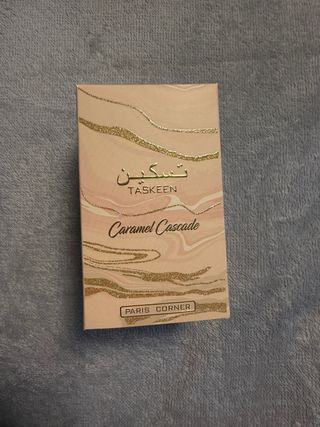 تسكين
TASKEEN
Caramel Cascade
PARIS CORNER